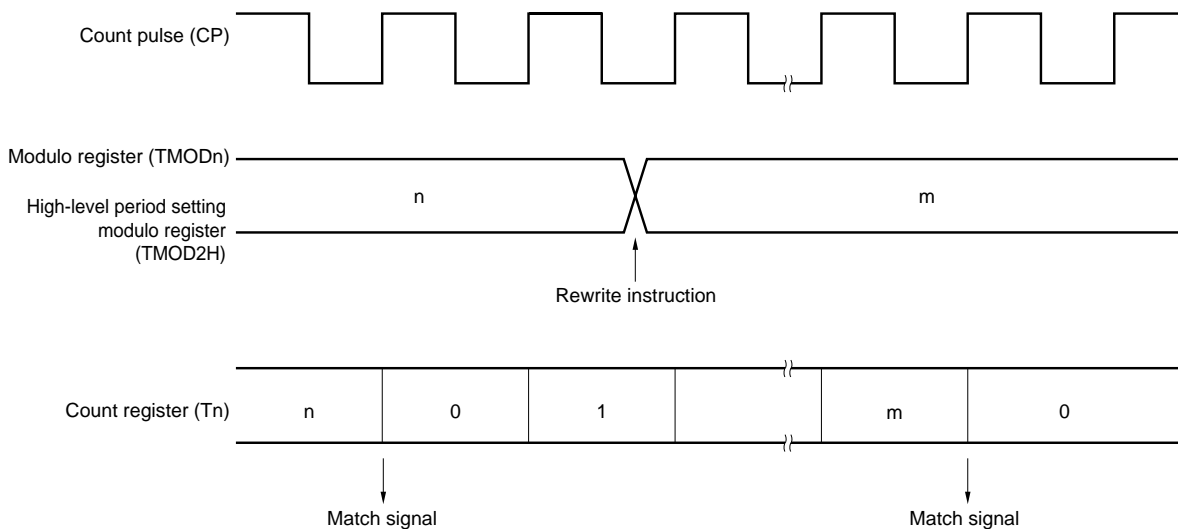 Count pulse (CP)
Modulo register (TMODn)
n
m
High-level period setting
modulo register
(TMOD2H)
Rewrite instruction
Count register (Tn)
n
0
1
m
0
Match signal
Match signal